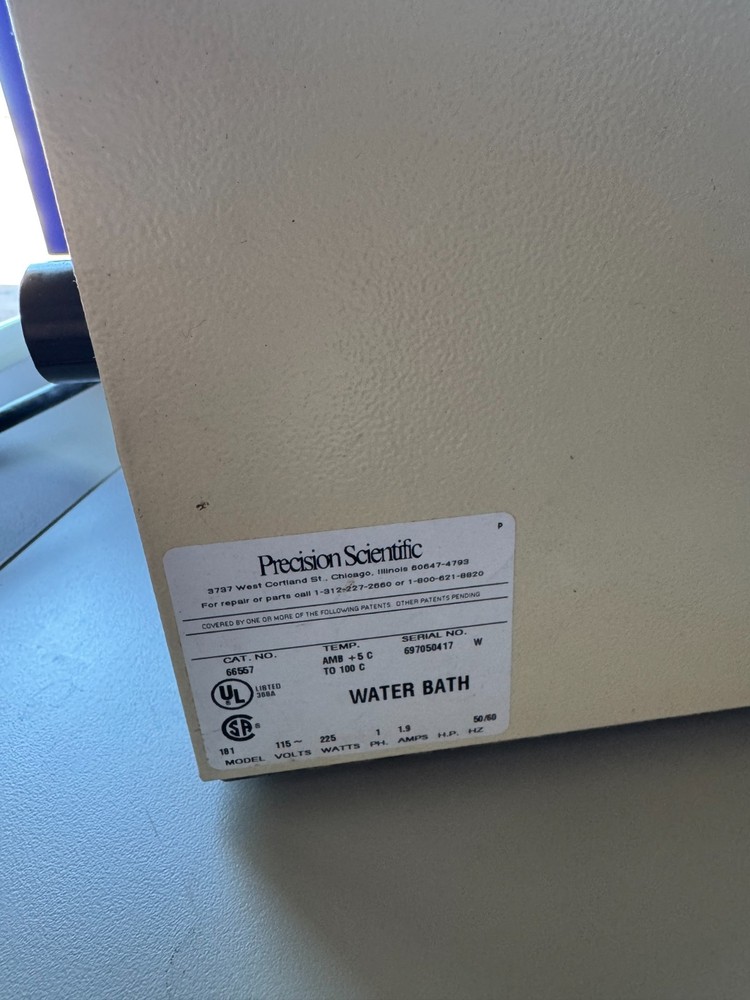 P
Precision Scientific
3737 West Cortland St., Chicago, Illinois 60647-4793
For repair or parts call 1-312-227-2660 or 1-800-621-8820
COVERED BY ONE OR MORE OF THE FOLLOWING PATENTS OTHER PATENTS PENDING
CAT. NO. TEMP. SERIAL NO.
66557 AMB +5 C 697050417 W
TO 100 C
UL ® LISTED
388A
WATER BATH
SA ®
181 115~ 225 1 1.9 50/60
MODEL VOLTS WATTS PH. AMPS H.P. HZ